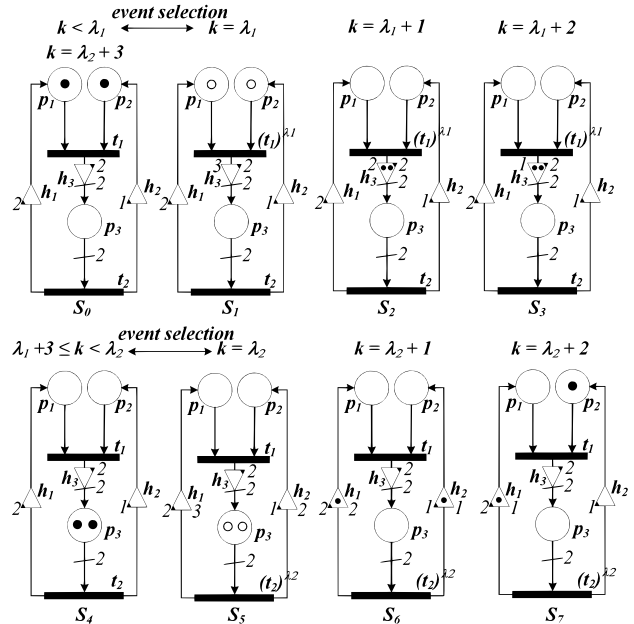 event selection
k < λ1 k = λ1 k = λ1 + 1 k = λ1 + 2
k = λ2 + 3
p1 p2 p1 p2 p1 p2 p1 p2
t1 (t1)^λ1 (t1)^λ1 (t1)^λ1
2 3 2 2 2 1 2
h1 h3 2 h2 h1 h3 2 h2 h1 h3 2 h2 h1 h3 2 h2
2 1 2 1 2 1 2 1
p3 p3 p3 p3
2 2 2 2
t2 t2 t2 t2
S0 S1 S2 S3
event selection
λ1 + 3 ≤ k < λ2 k = λ2 k = λ2 + 1 k = λ2 + 2
p1 p2 p1 p2 p1 p2 p1 p2
t1 t1 t1 t1
2 2 2 2
h1 h3 2 h2 h1 h3 2 h2 h1 h3 2 h2 h1 h3 2 h2
2 1 3 2 2 2 1 1 2 1 1
p3 p3 p3 p3
2 2 2 2
t2 (t2)^λ2 (t2)^λ2 (t2)^λ2
S4 S5 S6 S7